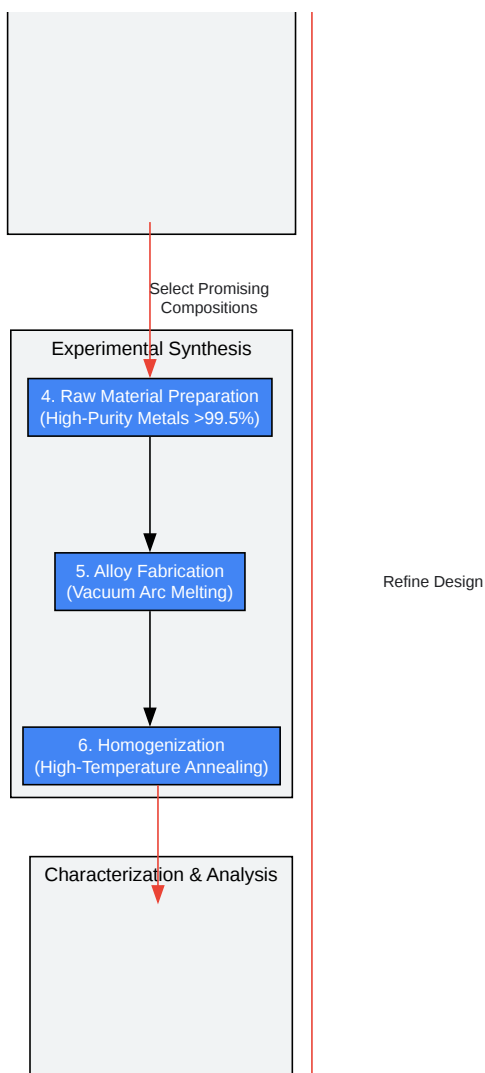 Select Promising
Compositions
Experimental Synthesis
4. Raw Material Preparation
(High-Purity Metals >99.5%)
5. Alloy Fabrication
(Vacuum Arc Melting)
Refine Design
6. Homogenization
(High-Temperature Annealing)
Characterization & Analysis